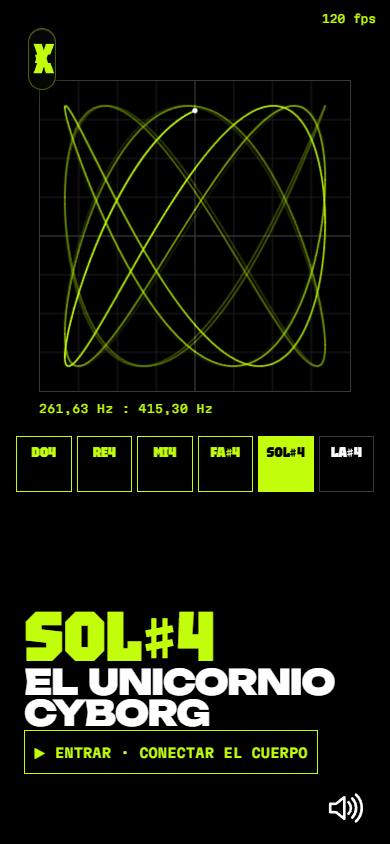 120 fps
X
261,63 Hz : 415,30 Hz
DO4 RE4 MI4 FA#4 SOL#4 LA#4
SOL#4
EL UNICORNIO
CYBORG
▶ ENTRAR · CONECTAR EL CUERPO